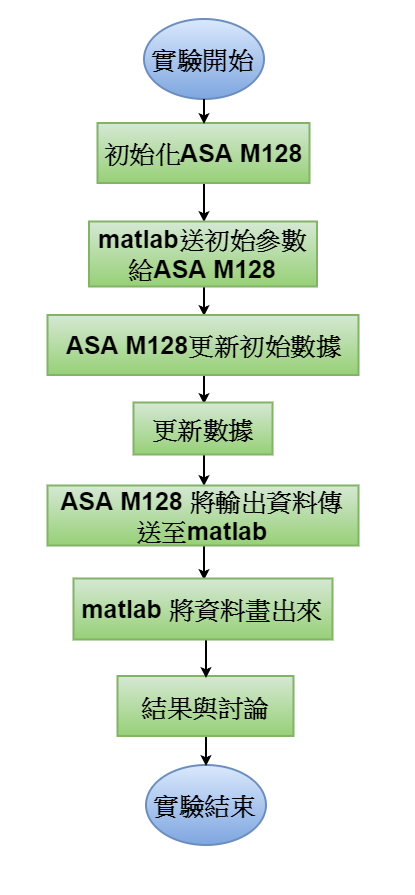 實驗開始
初始化ASA M128
matlab送初始參數
給ASA M128
ASA M128更新初始數據
更新數據
ASA M128 將輸出資料傳
送至matlab
matlab 將資料畫出來
結果與討論
實驗結束